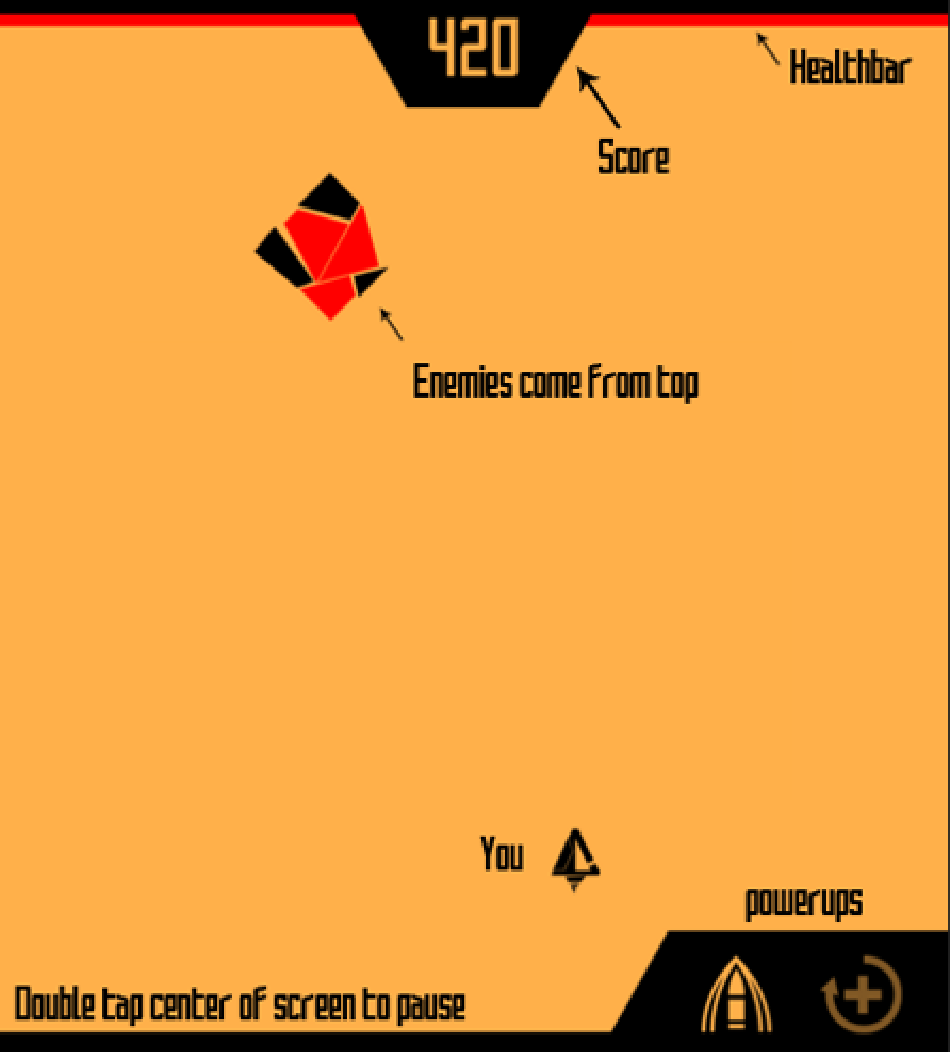 420
Healthbar
Score
Enemies come from top
You
powerups
Double tap center of screen to pause